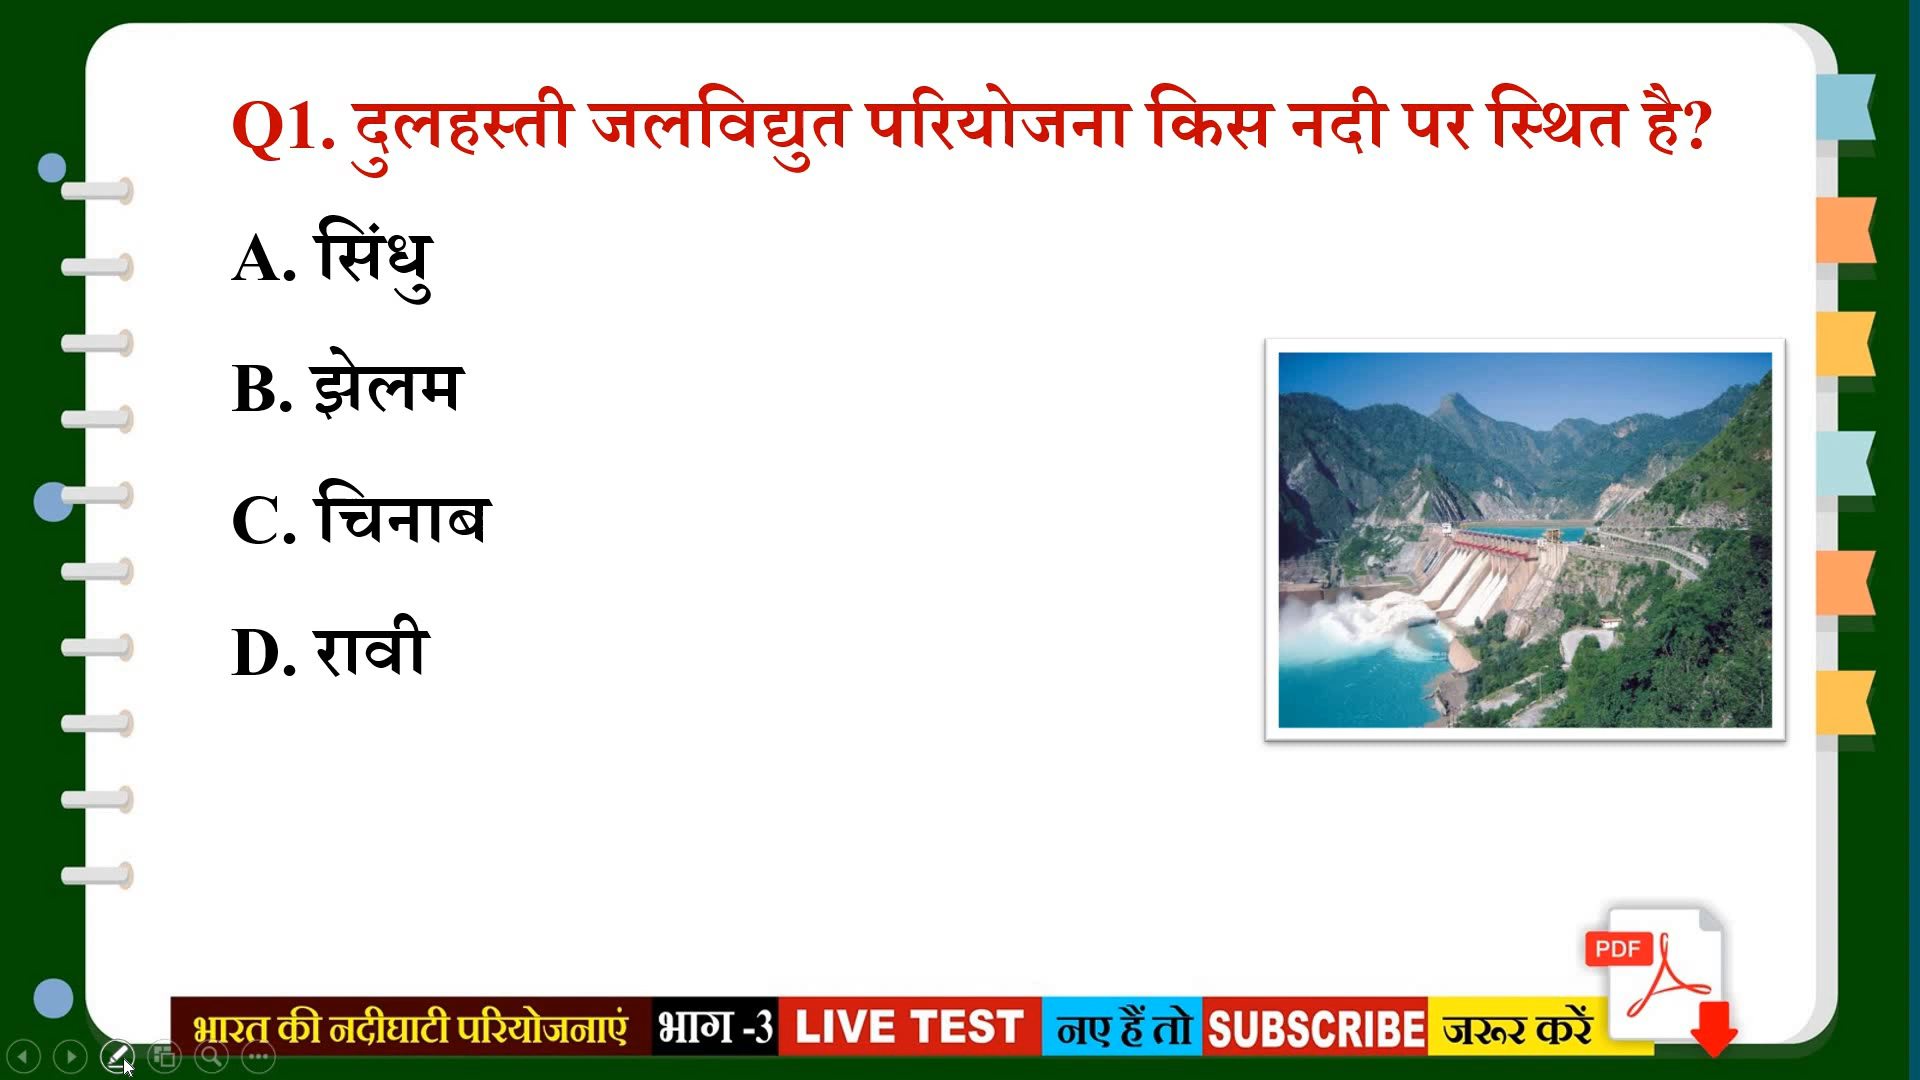 Q1. दुलहस्ती जलविद्युत परियोजना किस नदी पर स्थित है?
A. सिंधु
B. झेलम
C. चिनाब
D. रावी
PDF
भारत की नदीघाटी परियोजनाएं भाग -3 LIVE TEST नए हैं तो SUBSCRIBE जरूर करें